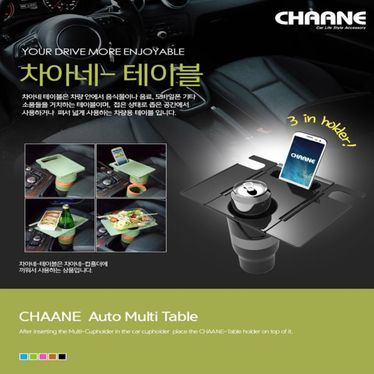 CHAANE
Car Life Style Accessory
YOUR DRIVE MORE ENJOYABLE
차아네- 테이블
차아네 테이블은 차량 안에서 음식물이나 음료, 모바일폰 기타
소품들을 거치하는 테이블이며, 접은 상태로 좁은 공간에서
사용하거나 펴서 넓게 사용하는 차량용 테이블 입니다.
3 in holder!
CHAANE
차아네-테이블은 차아네-컵홀더에
끼워서 사용하는 상품입니다.
CHAANE Auto Multi Table
After inserting the Multi-Cupholder in the car cupholder place the CHAANE-Table holder on top of it.